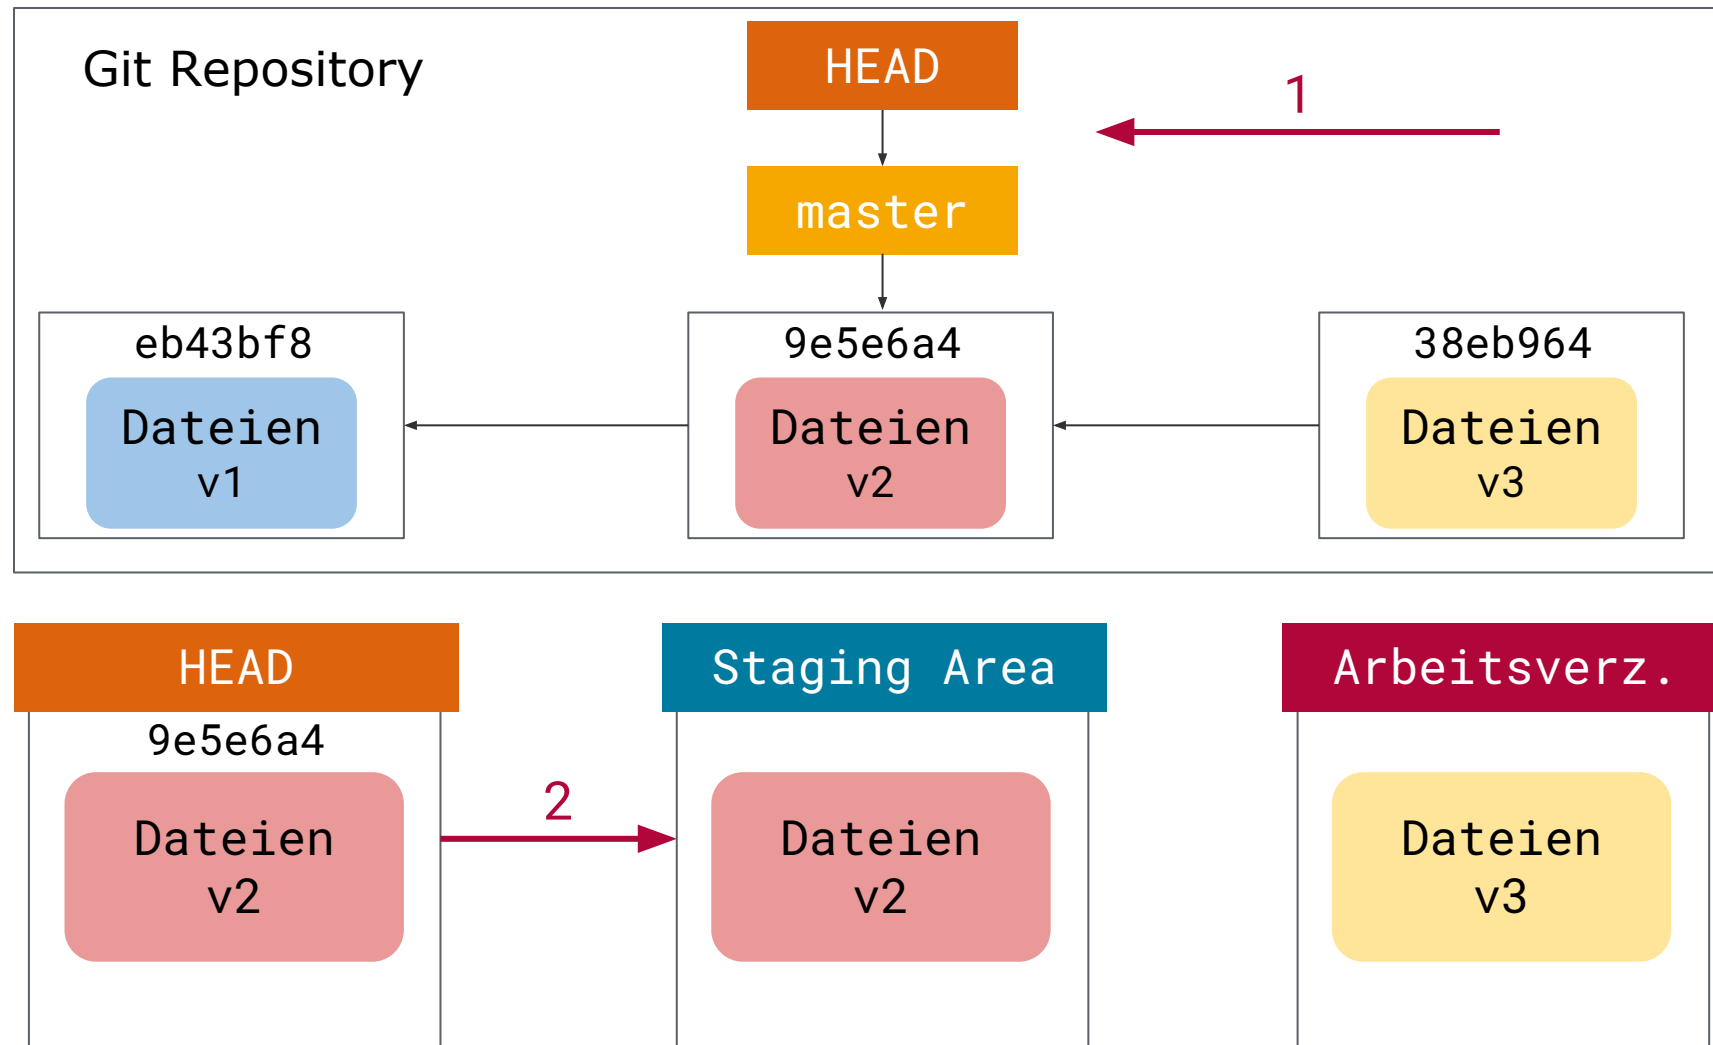 Git Repository
HEAD
1
master
eb43bf8
9e5e6a4
38eb964
Dateien
v1
Dateien
v2
Dateien
v3
HEAD
Staging Area
Arbeitsverz.
9e5e6a4
Dateien
v2
2
Dateien
v2
Dateien
v3